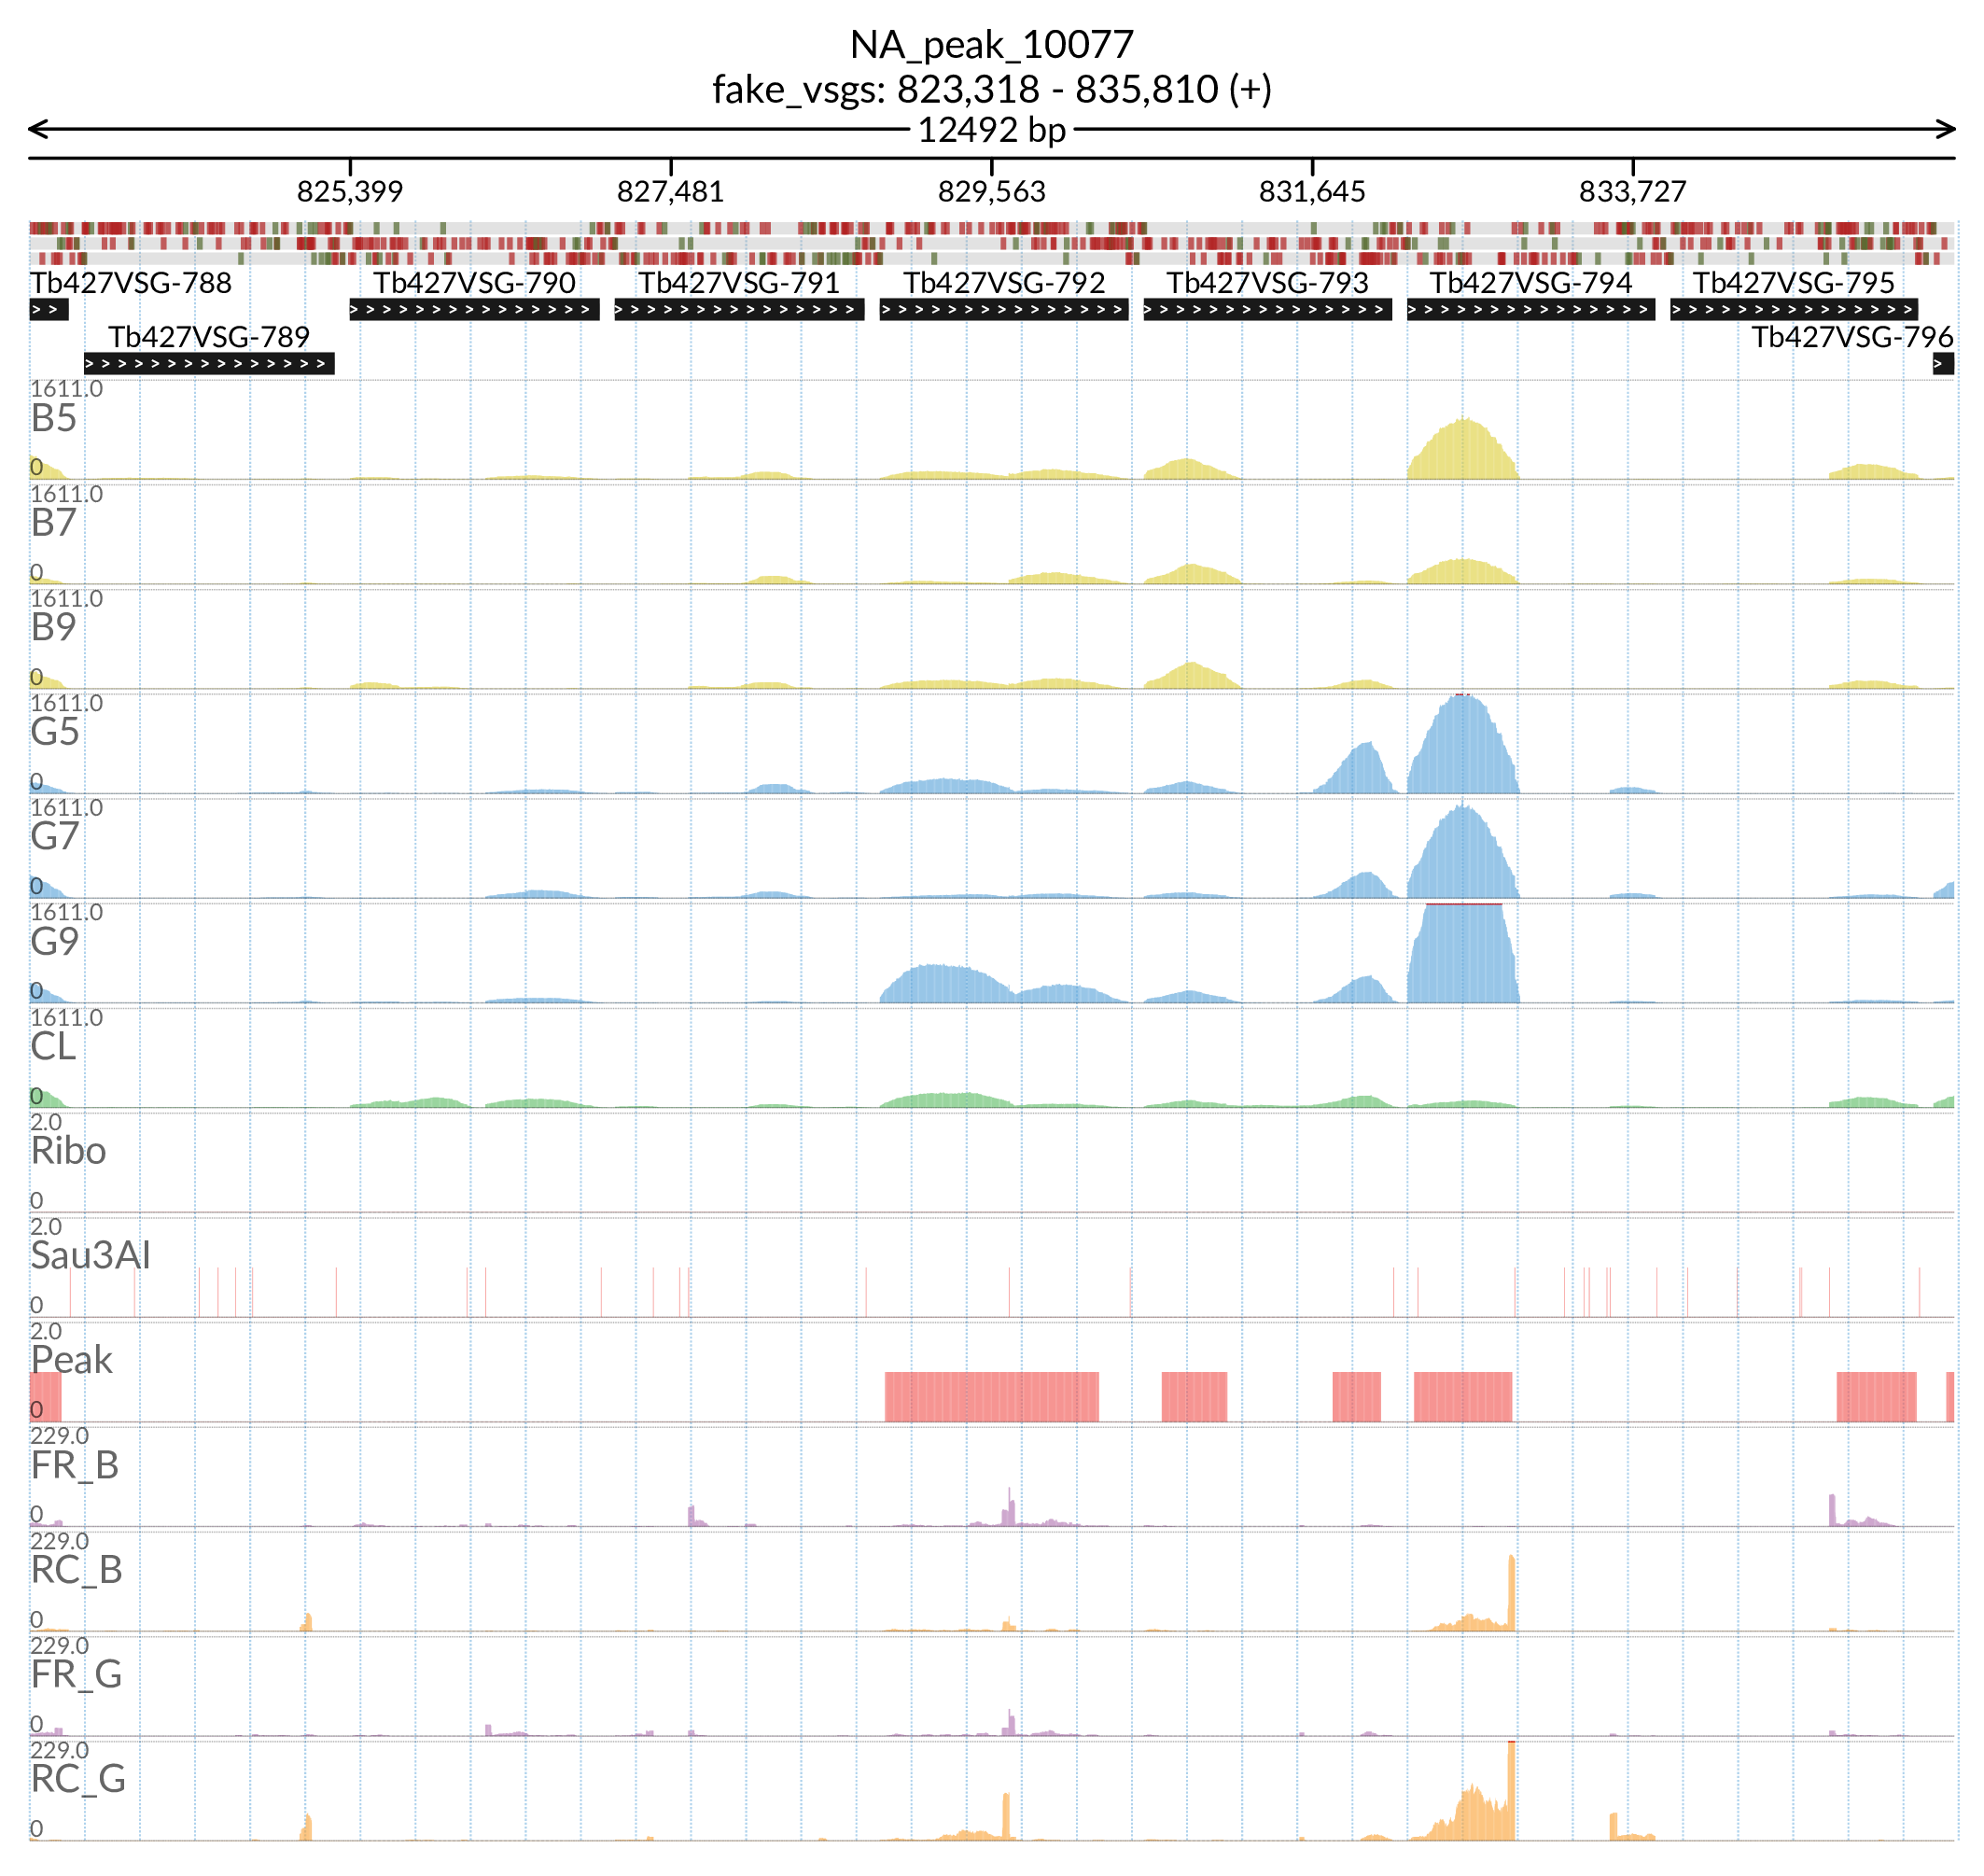 NA_peak_10077
fake_vsgs: 823,318 - 835,810 (+)
12492 bp
825,399 827,481 829,563 831,645 833,727
Tb427VSG-788 Tb427VSG-790 Tb427VSG-791 Tb427VSG-792 Tb427VSG-793 Tb427VSG-794 Tb427VSG-795
Tb427VSG-789 Tb427VSG-796
1611.0
B5
0
1611.0
B7
0
1611.0
B9
0
1611.0
G5
0
1611.0
G7
0
1611.0
G9
0
1611.0
CL
0
2.0
Ribo
0
2.0
Sau3AI
0
2.0
Peak
0
229.0
FR_B
0
229.0
RC_B
0
229.0
FR_G
0
229.0
RC_G
0